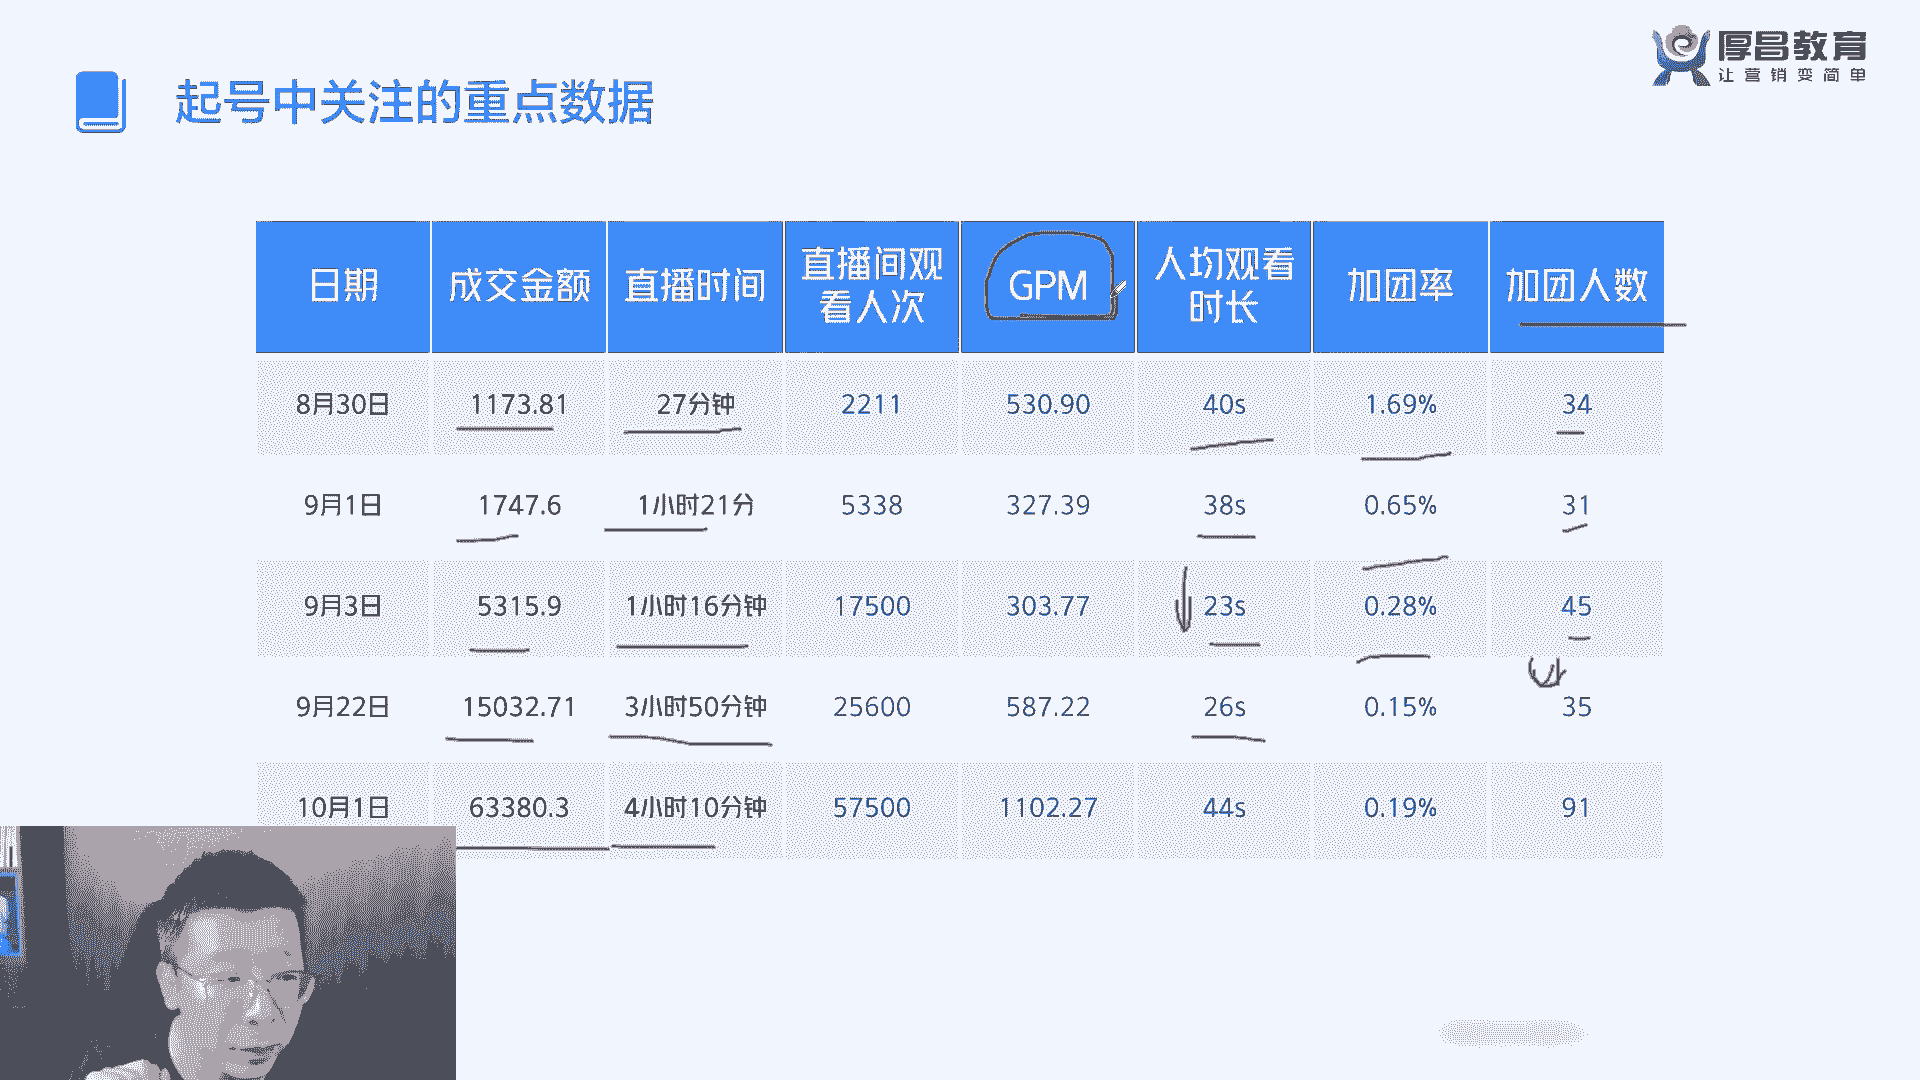 厚昌教育
让营销变简单
起号中关注的重点数据
日期 成交金额 直播时间 直播间观看人次 GPM 人均观看时长 加团率 加团人数
8月30日 1173.81 27分钟 2211 530.90 40s 1.69% 34
9月1日 1747.6 1小时21分 5338 327.39 38s 0.65% 31
9月3日 5315.9 1小时16分钟 17500 303.77 23s 0.28% 45
9月22日 15032.71 3小时50分钟 25600 587.22 26s 0.15% 35
10月1日 63380.3 4小时10分钟 57500 1102.27 44s 0.19% 91